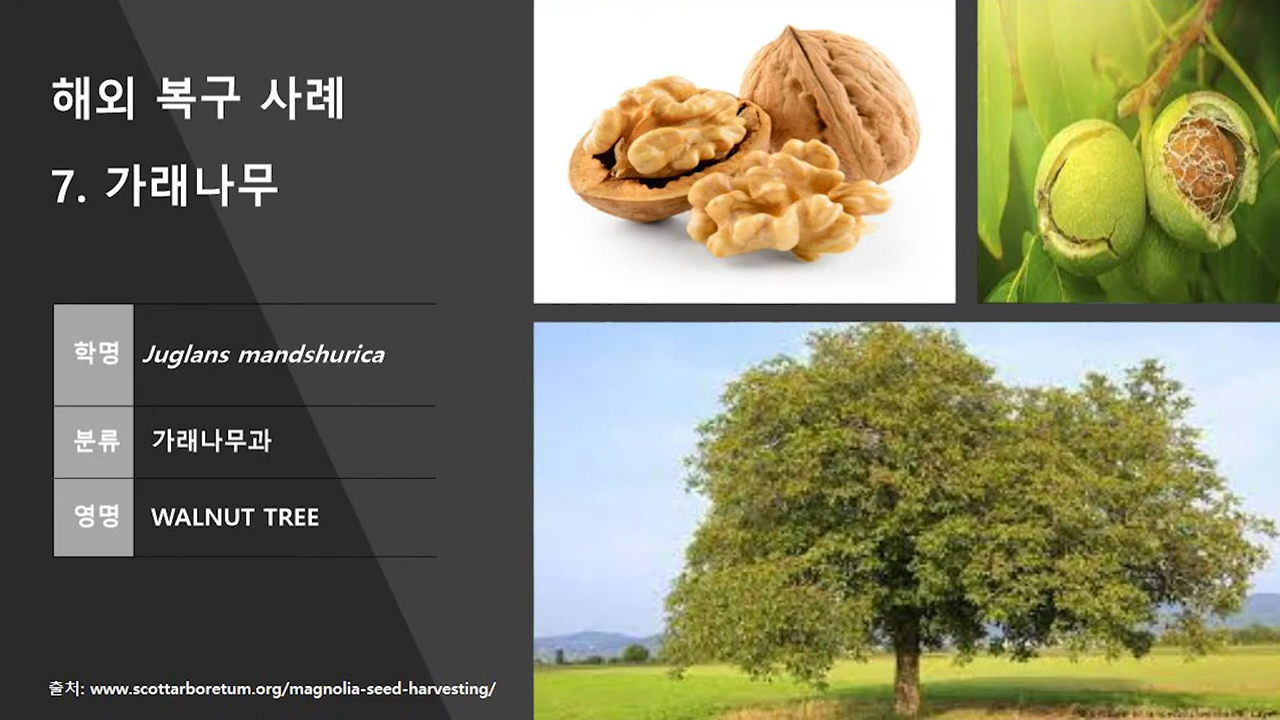 해외 복구 사례
7. 가래나무
학명 Juglans mandshurica
분류 가래나무과
영명 WALNUT TREE
출처: www.scottarboretum.org/magnolia-seed-harvesting/